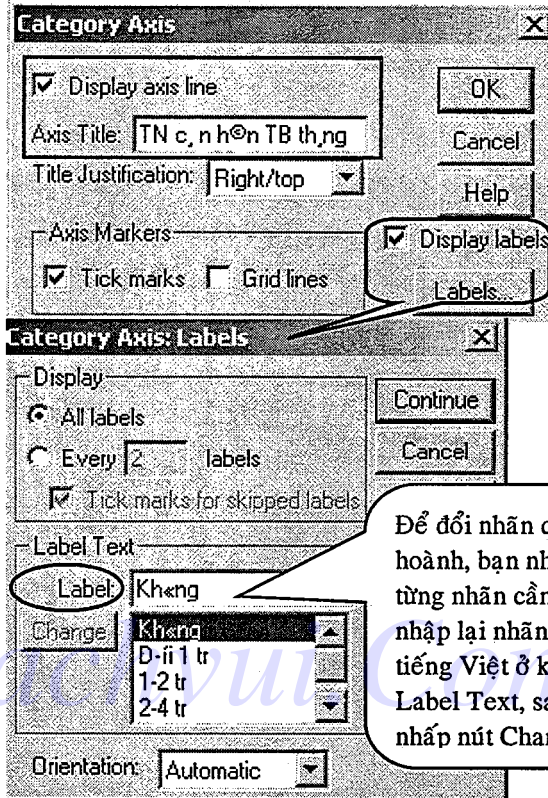 Category Axis
Display axis line
OK
Axis Title: TN c¸ n h©n TB th¸ng
Cancel
Title Justification: Right/top
Help
Axis Markers
Display labels
Tick marks Grid lines
Labels...
Category Axis: Labels
Display
Continue
All labels
Every 2 labels
Cancel
Tick marks for skipped labels
Label Text
Label: Kh«ng
Change
Kh«ng
D-íi 1 tr
1-2 tr
2-4 tr
Orientation: Automatic
Để đổi nhãn
hoành, bạn
từng nhãn
nhập lại nhãn
tiếng Việt ở
Label Text,
nhấp nút